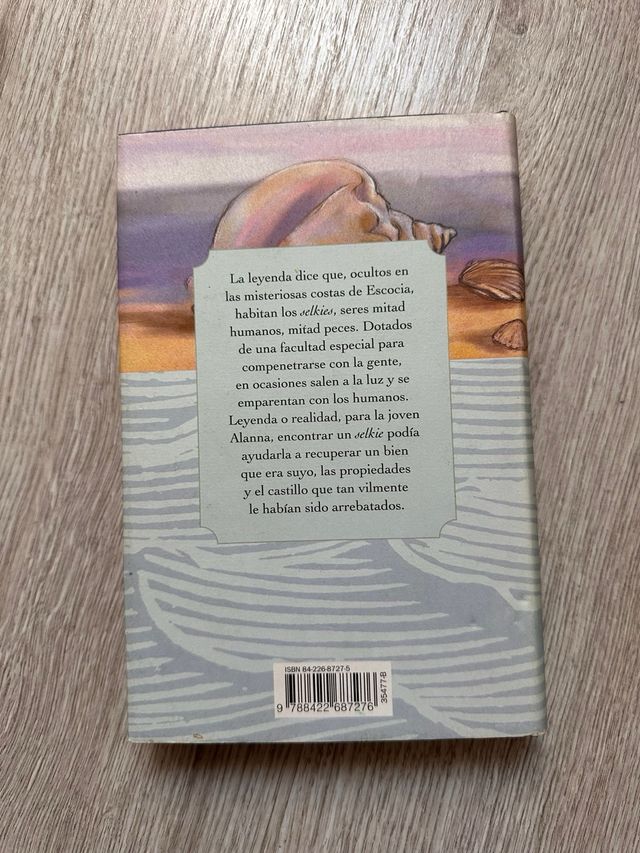 La leyenda dice que, ocultos en
las misteriosas costas de Escocia,
habitan los selkies, seres mitad
humanos, mitad peces. Dotados
de una facultad especial para
compenetrarse con la gente,
en ocasiones salen a la luz y se
emparentan con los humanos.
Leyenda o realidad, para la joven
Alanna, encontrar un selkie podía
ayudarla a recuperar un bien
que era suyo, las propiedades
y el castillo que tan vilmente
le habían sido arrebatados.
ISBN 84-226-8727-5
9 788422 687276
35477-B